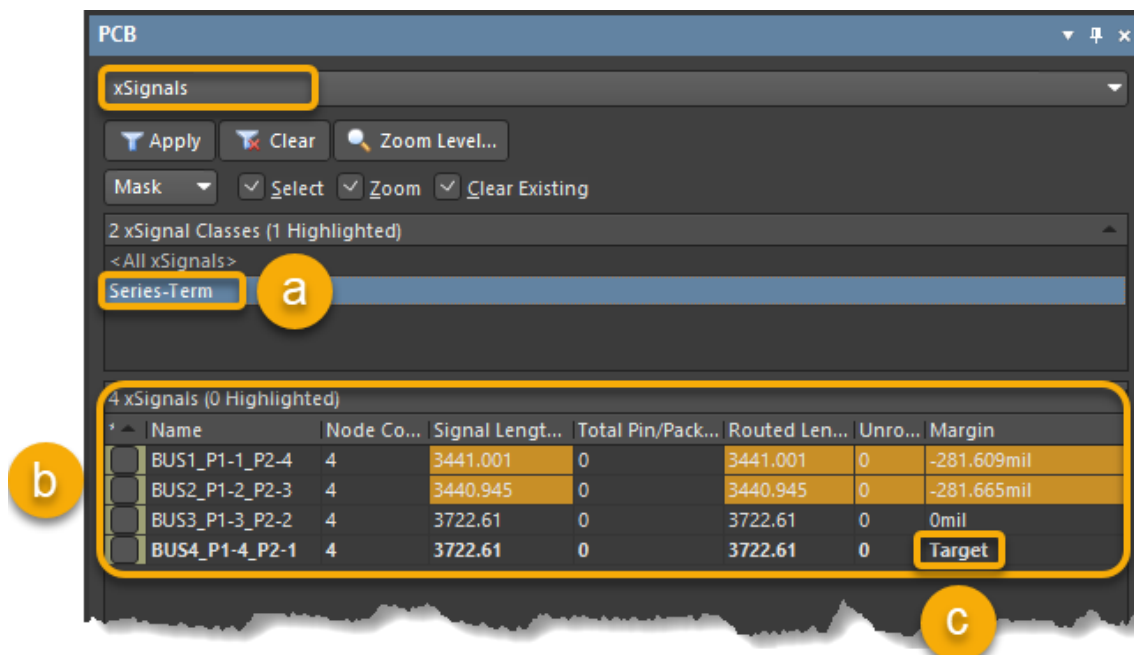 PCB
xSignals
Apply Clear Zoom Level...
Mask Select Zoom Clear Existing
2 xSignal Classes (1 Highlighted)
<All xSignals>
Series-Term a
4 xSignals (0 Highlighted)
* Name Node Co... Signal Lengt... Total Pin/Pack... Routed Len... Unro... Margin
BUS1_P1-1_P2-4 4 3441.001 0 3441.001 0 -281.609mil
b
BUS2_P1-2_P2-3 4 3440.945 0 3440.945 0 -281.665mil
BUS3_P1-3_P2-2 4 3722.61 0 3722.61 0 0mil
BUS4_P1-4_P2-1 4 3722.61 0 3722.61 0 Target
c